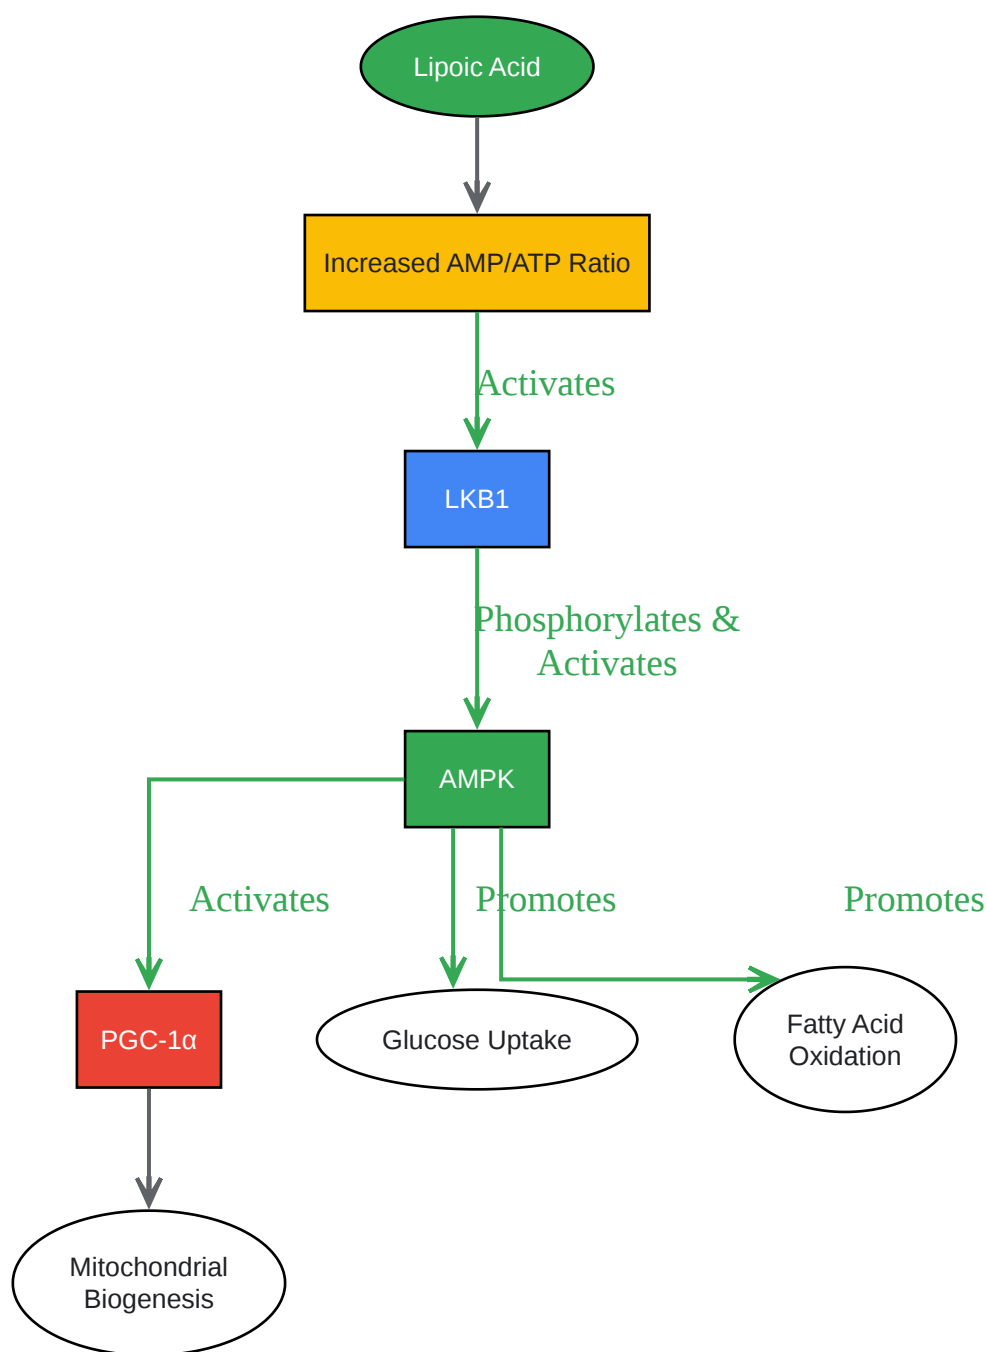 Lipoic Acid
Increased AMP/ATP Ratio
Activates
LKB1
Phosphorylates &
Activates
AMPK
Activates
Promotes
Promotes
PGC-1α
Glucose Uptake
Fatty Acid
Oxidation
Mitochondrial
Biogenesis